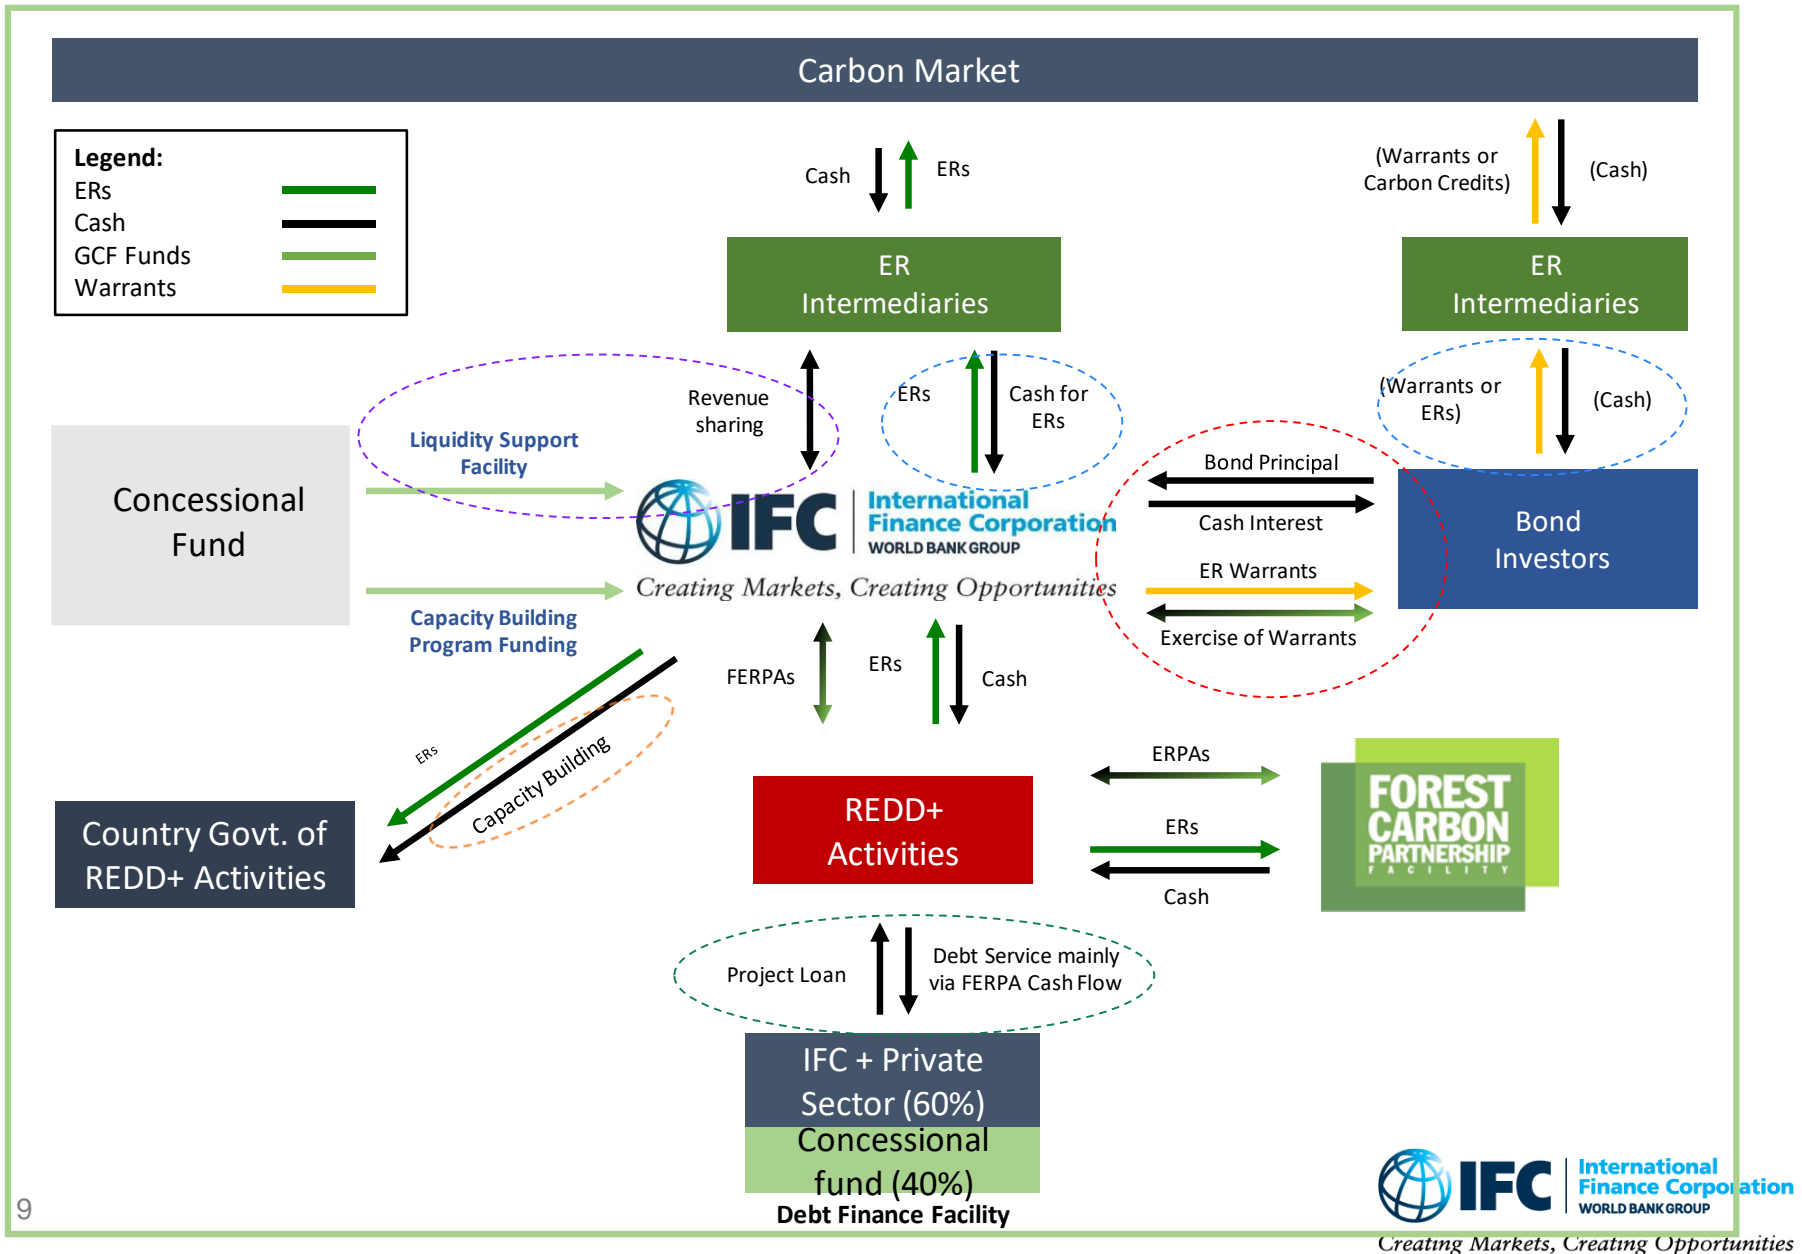 Carbon Market
Legend:
ERs
Cash
GCF Funds
Warrants
Cash
ERs
(Warrants or
Carbon Credits)
(Cash)
ER
Intermediaries
ER
Intermediaries
Revenue
sharing
ERs
Cash for
ERs
(Warrants or
ERs)
(Cash)
Concessional
Fund
Liquidity Support
Facility
Capacity Building
Program Funding
IFC
International
Finance Corporation
WORLD BANK GROUP
Creating Markets, Creating Opportunities
Bond Principal
Cash Interest
ER Warrants
Exercise of Warrants
Bond
Investors
FERPAs
ERs
Cash
ERs
Capacity Building
Country Govt. of
REDD+ Activities
REDD+
Activities
ERPAs
ERs
Cash
FOREST
CARBON
PARTNERSHIP
FACILITY
Project Loan
Debt Service mainly
via FERPA Cash Flow
IFC + Private
Sector (60%)
Concessional
fund (40%)
Debt Finance Facility
9
IFC
International
Finance Corporation
WORLD BANK GROUP
Creating Markets, Creating Opportunities